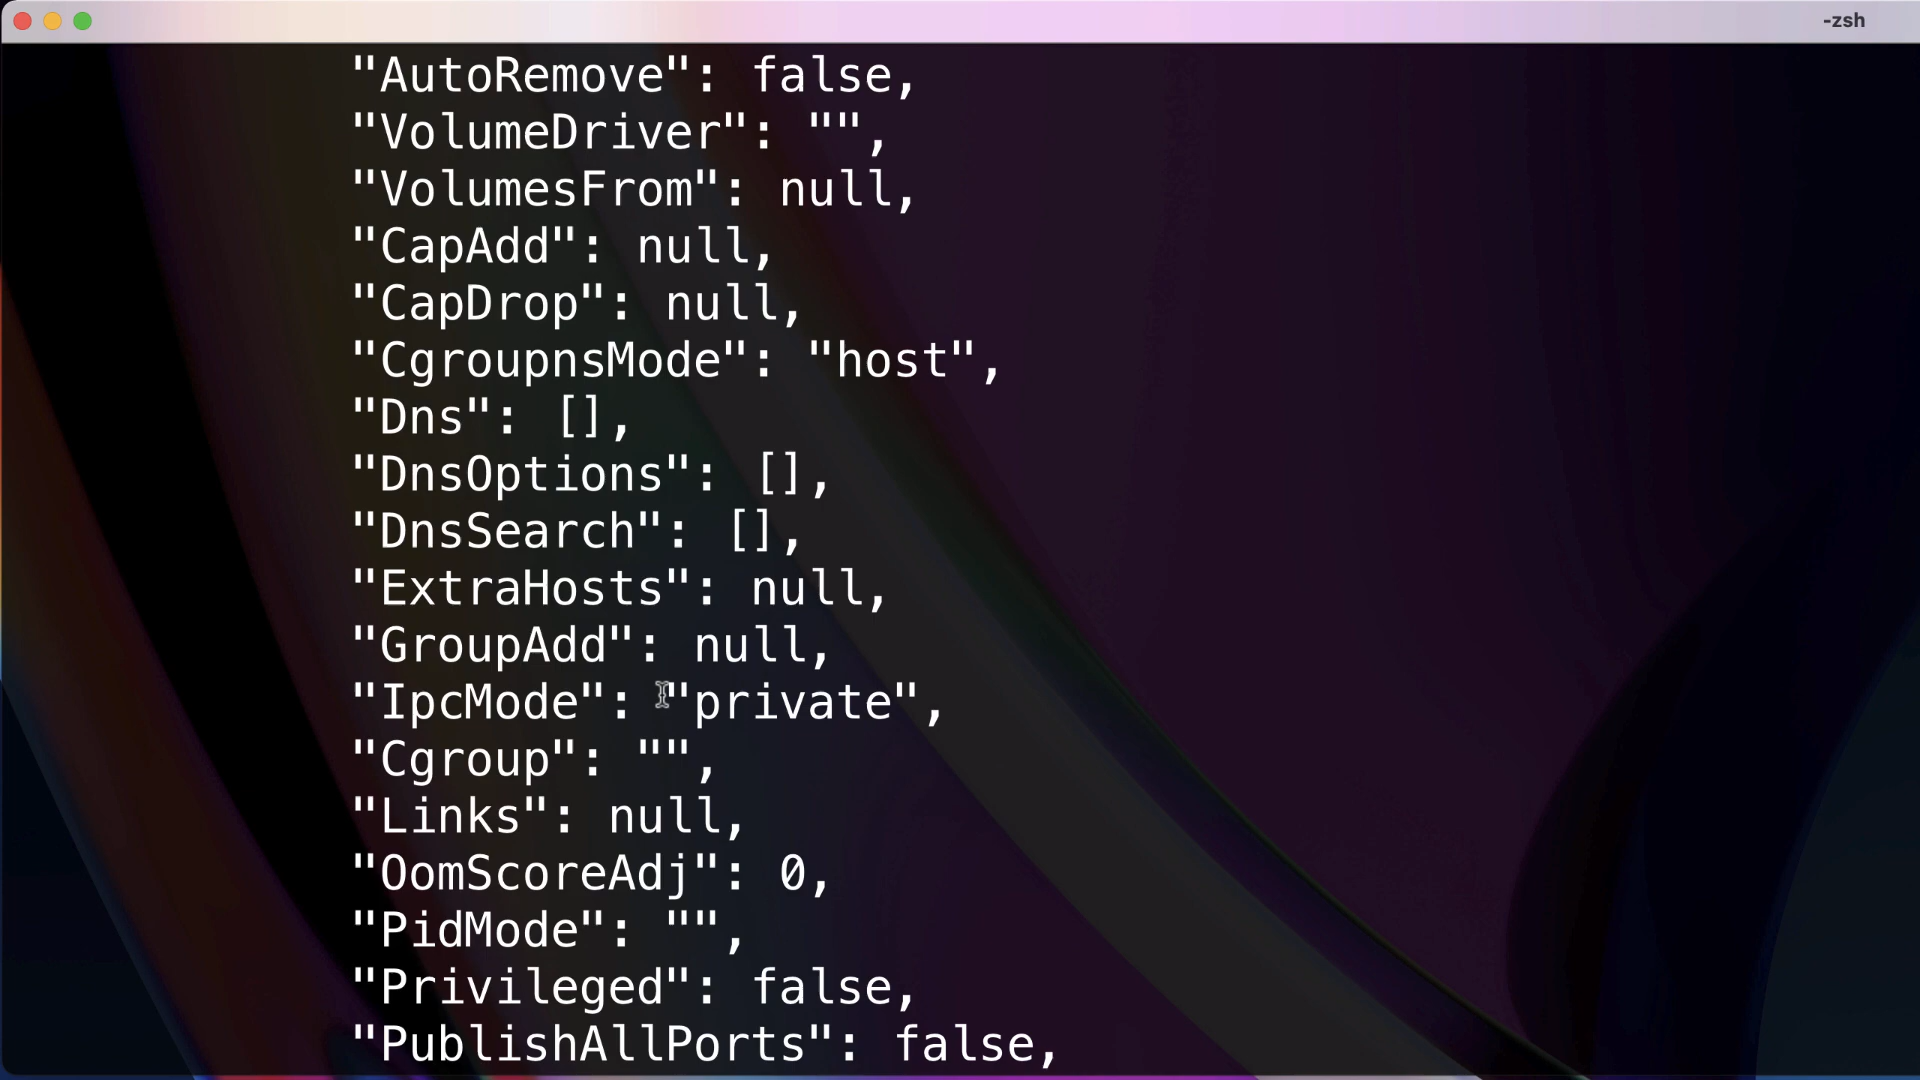 -zsh
"AutoRemove": false,
"VolumeDriver": "",
"VolumesFrom": null,
"CapAdd": null,
"CapDrop": null,
"CgroupnsMode": "host",
"Dns": [],
"DnsOptions": [],
"DnsSearch": [],
"ExtraHosts": null,
"GroupAdd": null,
"IpcMode": "private",
"Cgroup": "",
"Links": null,
"OomScoreAdj": 0,
"PidMode": "",
"Privileged": false,
"PublishAllPorts": false,